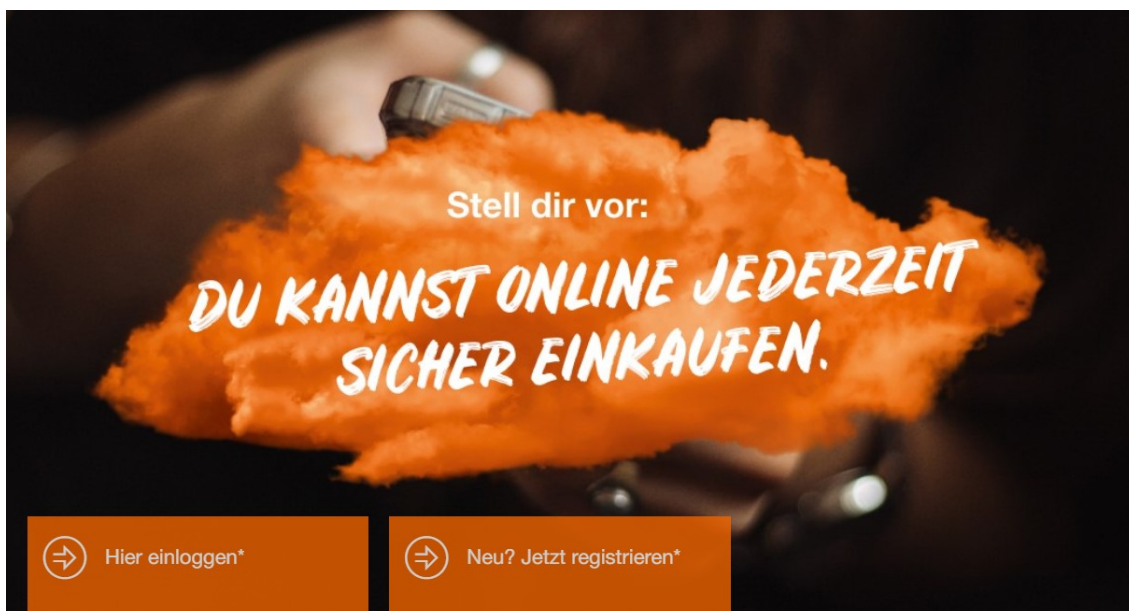 Stell dir vor:
DU KANNST ONLINE JEDERZEIT
SICHER EINKAUFEN.
Hier einloggen*
Neu? Jetzt registrieren*